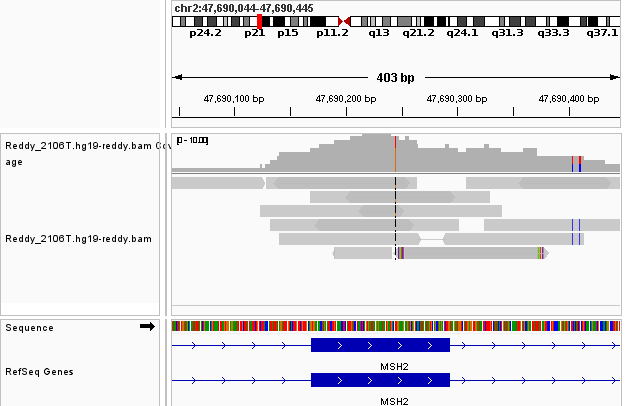 chr2:47,690,044-47,690,445
p24.2 p21 p15 p11.2 q13 q21.2 q24.1 q31.3 q33.3 q37.1
403 bp
47,690,100 bp 47,690,200 bp 47,690,300 bp 47,690,400 bp
Reddy_2106T.hg19-reddy.bam Cov
age
[0 - 10.00]
Reddy_2106T.hg19-reddy.bam
Sequence
MSH2
RefSeq Genes
MSH2